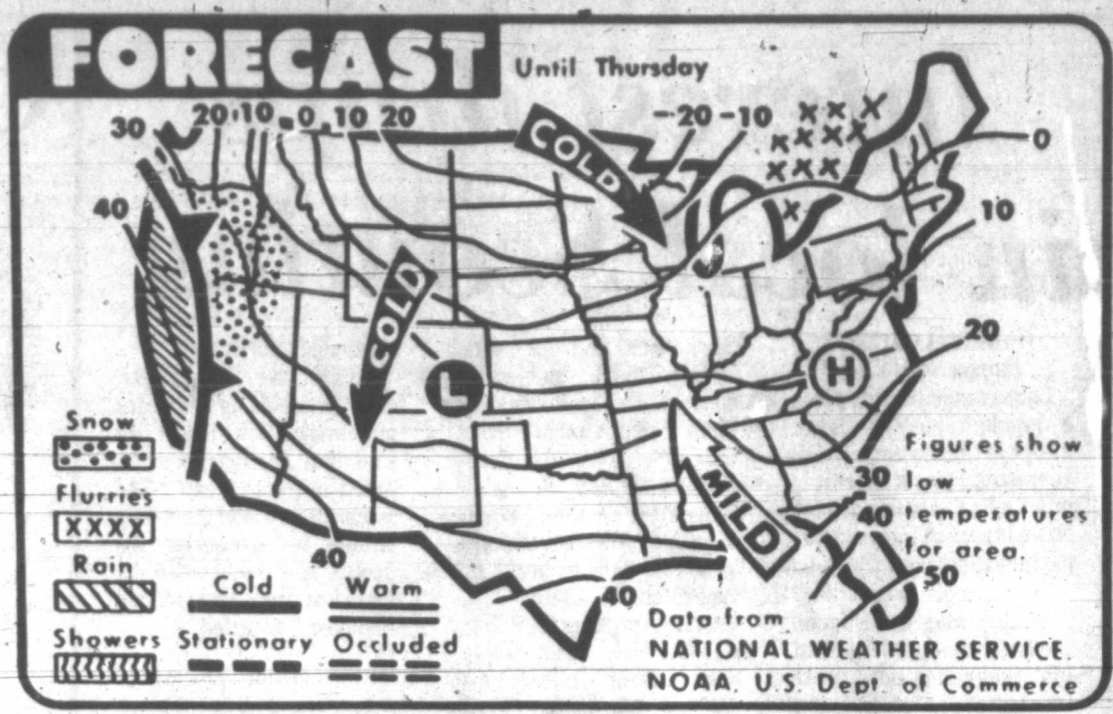 FORECAST
Until Thursday
30 20 10 0 10 20 -20 -10 0
COLD
40
10
COLD
20
L
H
Snow
Figures show
30 low
Flurries
MILD
40 temperatures
XXXX
for area.
40
50
Rain
Cold Warm
40
Data from
Showers Stationary Occluded
NATIONAL WEATHER SERVICE,
NOAA, U.S. Dept. of Commerce